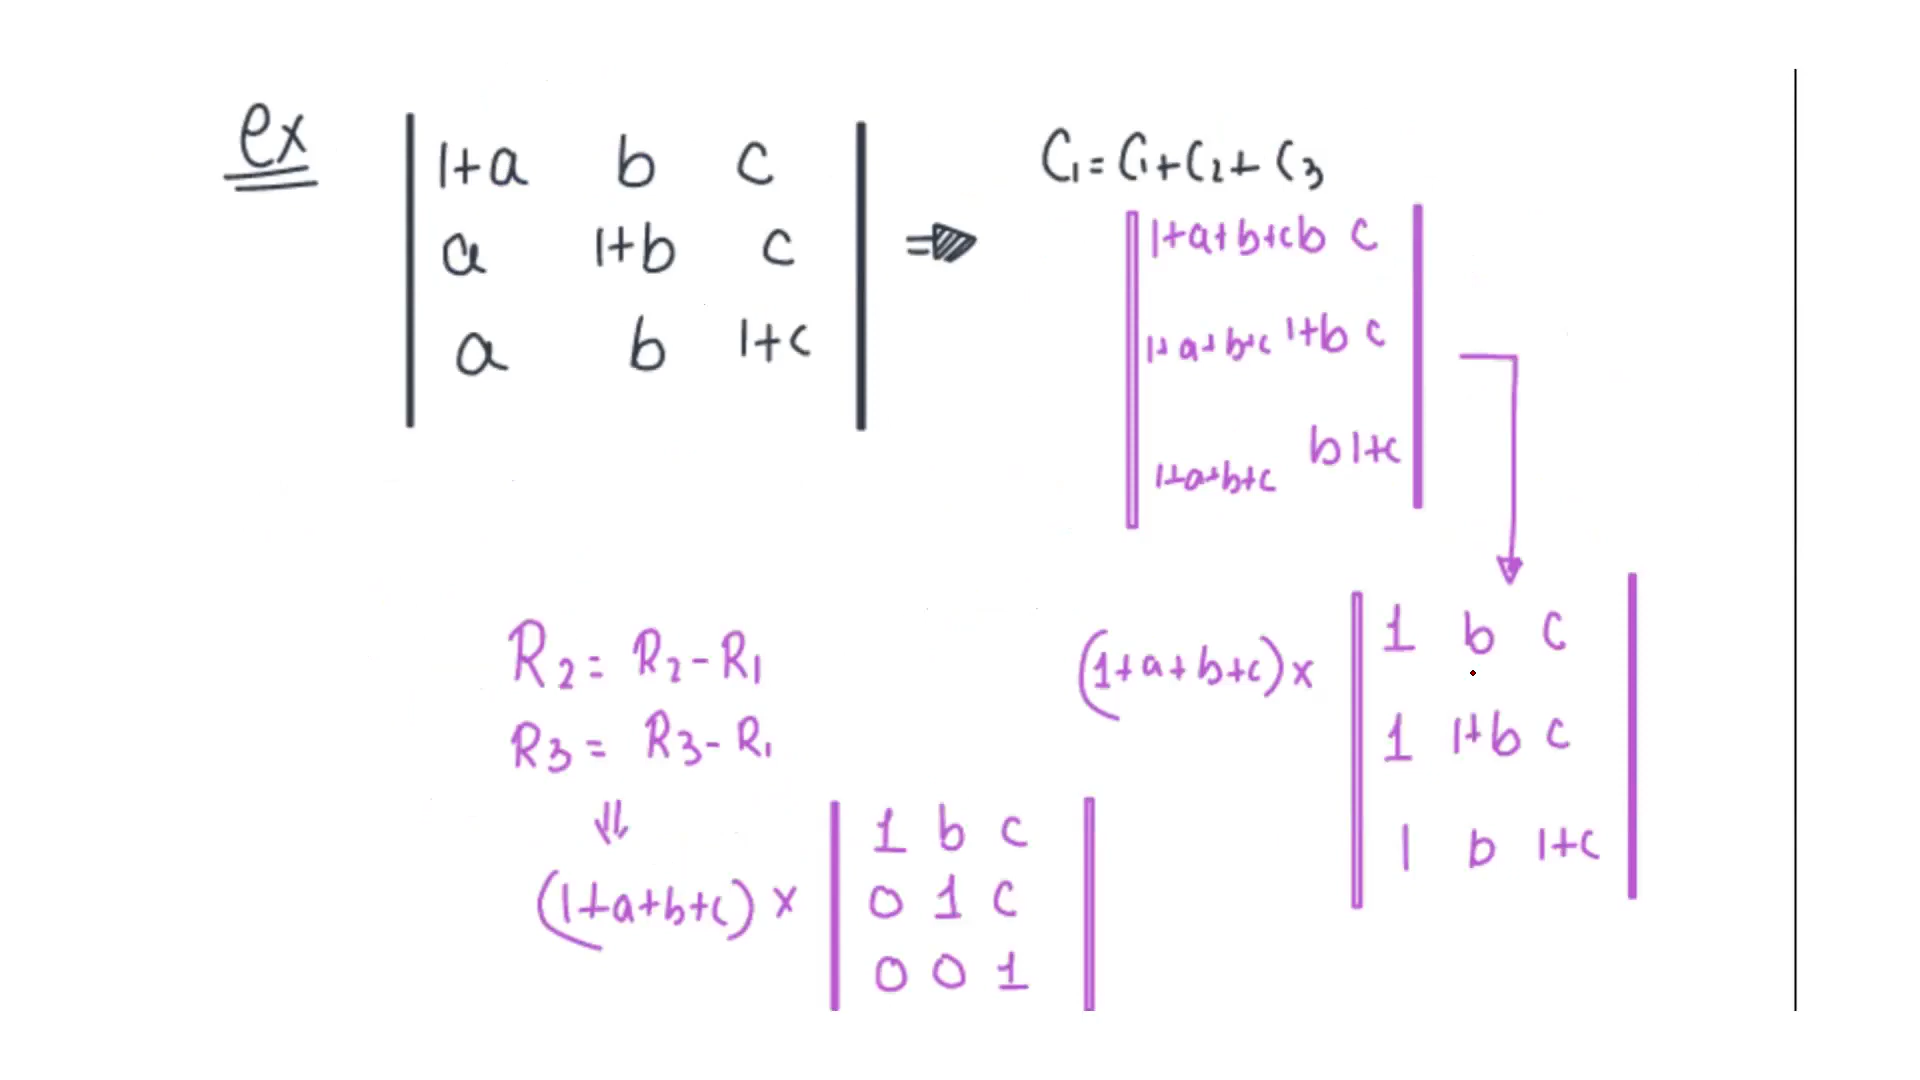 ex
1+a b c
a 1+b c
a b 1+c
=>
C₁=C₁+C₂+C₃
1+a+b+c b c
1+a+b+c 1+b c
1+a+b+c b 1+c
(1+a+b+c)x
1 b c
1 1+b c
1 b 1+c
R₂= R₂-R₁
R₃= R₃-R₁
⇓
(1+a+b+c) x
1 b c
0 1 c
0 0 1